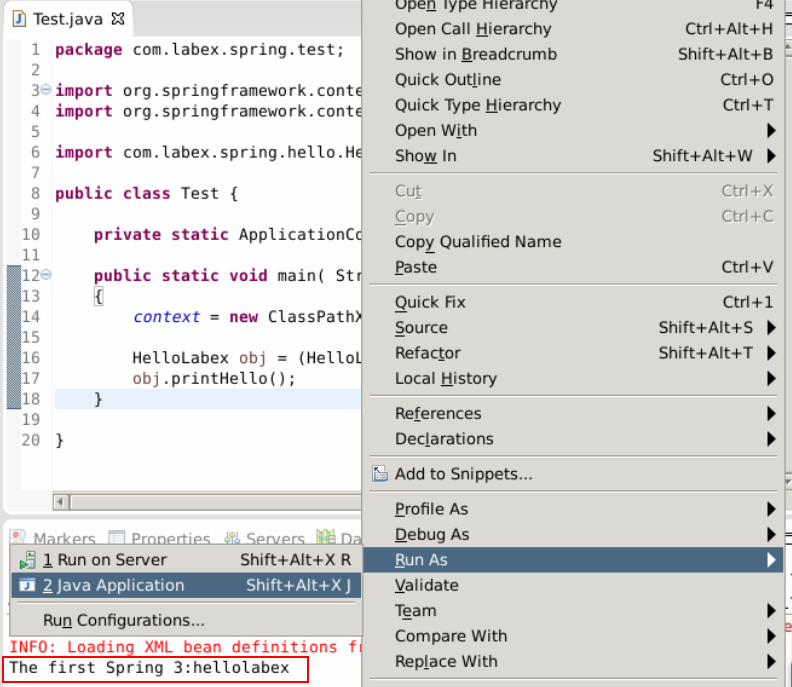 Test.java
1 package com.labex.spring.test;
2
3 import org.springframework.conte
4 import org.springframework.conte
5
6 import com.labex.spring.hello.He
7
8 public class Test {
9
10 private static ApplicationCo
11
12 public static void main( Str
13 {
14 context = new ClassPathX
15
16 HelloLabex obj = (HelloL
17 obj.printHello();
18 }
19
20 }
Open Type Hierarchy F4
Open Call Hierarchy Ctrl+Alt+H
Show in Breadcrumb Shift+Alt+B
Quick Outline Ctrl+O
Quick Type Hierarchy Ctrl+T
Open With
Show In Shift+Alt+W
Cut Ctrl+X
Copy Ctrl+C
Copy Qualified Name
Paste Ctrl+V
Quick Fix Ctrl+1
Source Shift+Alt+S
Refactor Shift+Alt+T
Local History
References
Declarations
Add to Snippets...
Profile As
Debug As
Run As
Validate
Team
Compare With
Replace With
Markers Properties Servers Da
1 Run on Server Shift+Alt+X R
2 Java Application Shift+Alt+X J
Run Configurations...
INFO: Loading XML bean definitions fr
The first Spring 3:hellolabex